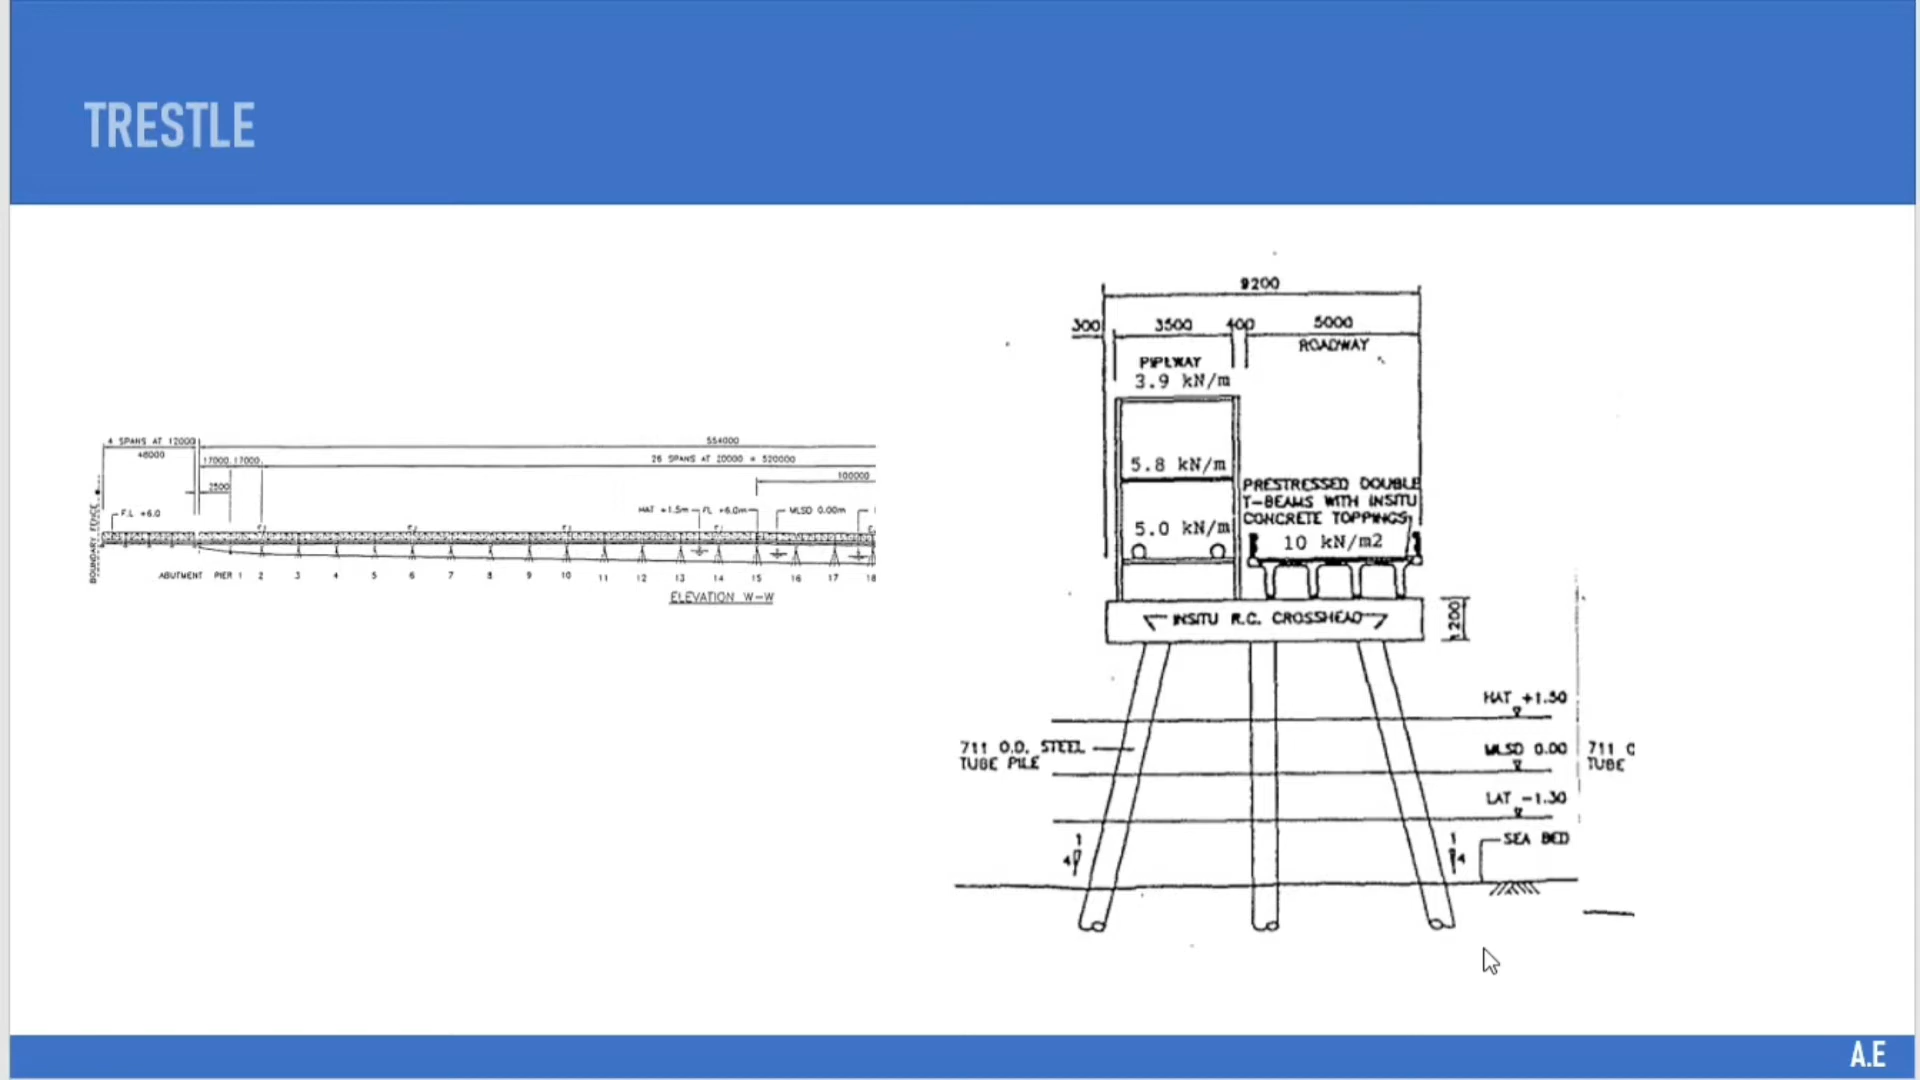 TRESTLE
4 SPANS AT 12000
48000
554000
17000
17000
26 SPANS AT 20000 = 520000
100000
2500
F.L +6.0
HAT +1.5m
FL +6.0m
MLSD 0.00m
BOUNDARY FENCE
ABUTMENT PIER 1 2 3 4 5 6 7 8 9 10 11 12 13 14 15 16 17 18
ELEVATION W-W
9200
300 3500 400 5000
ROADWAY
PIPEWAY
3.9 kN/m
5.8 kN/m
5.0 kN/m
PRESTRESSED DOUBLE
T-BEAMS WITH INSITU
CONCRETE TOPPINGS
10 kN/m2
INSITU R.C. CROSSHEAD
1200
HAT +1.50
711 O.D. STEEL
TUBE PILE
MLSD 0.00
711
TUBE
LAT -1.30
SEA BED
1
4
1
4
A.E